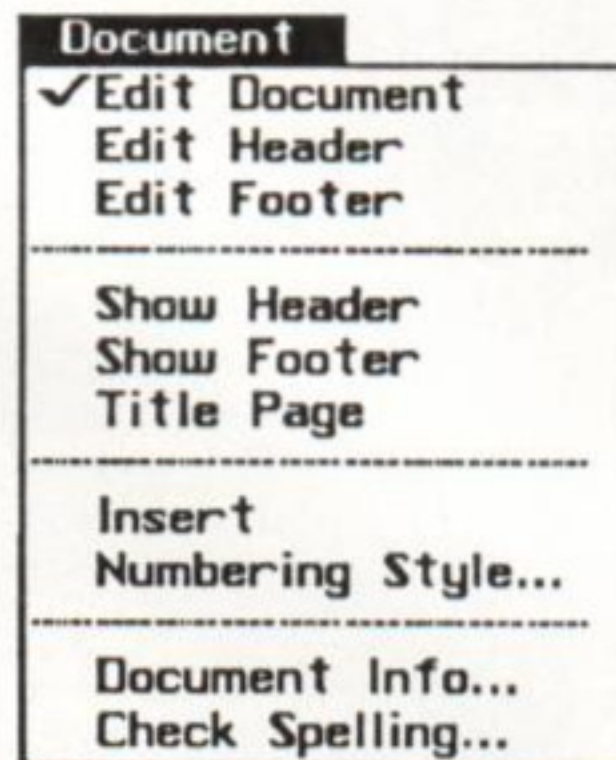 Document
✓Edit Document
Edit Header
Edit Footer
Show Header
Show Footer
Title Page
Insert
Numbering Style...
Document Info...
Check Spelling...